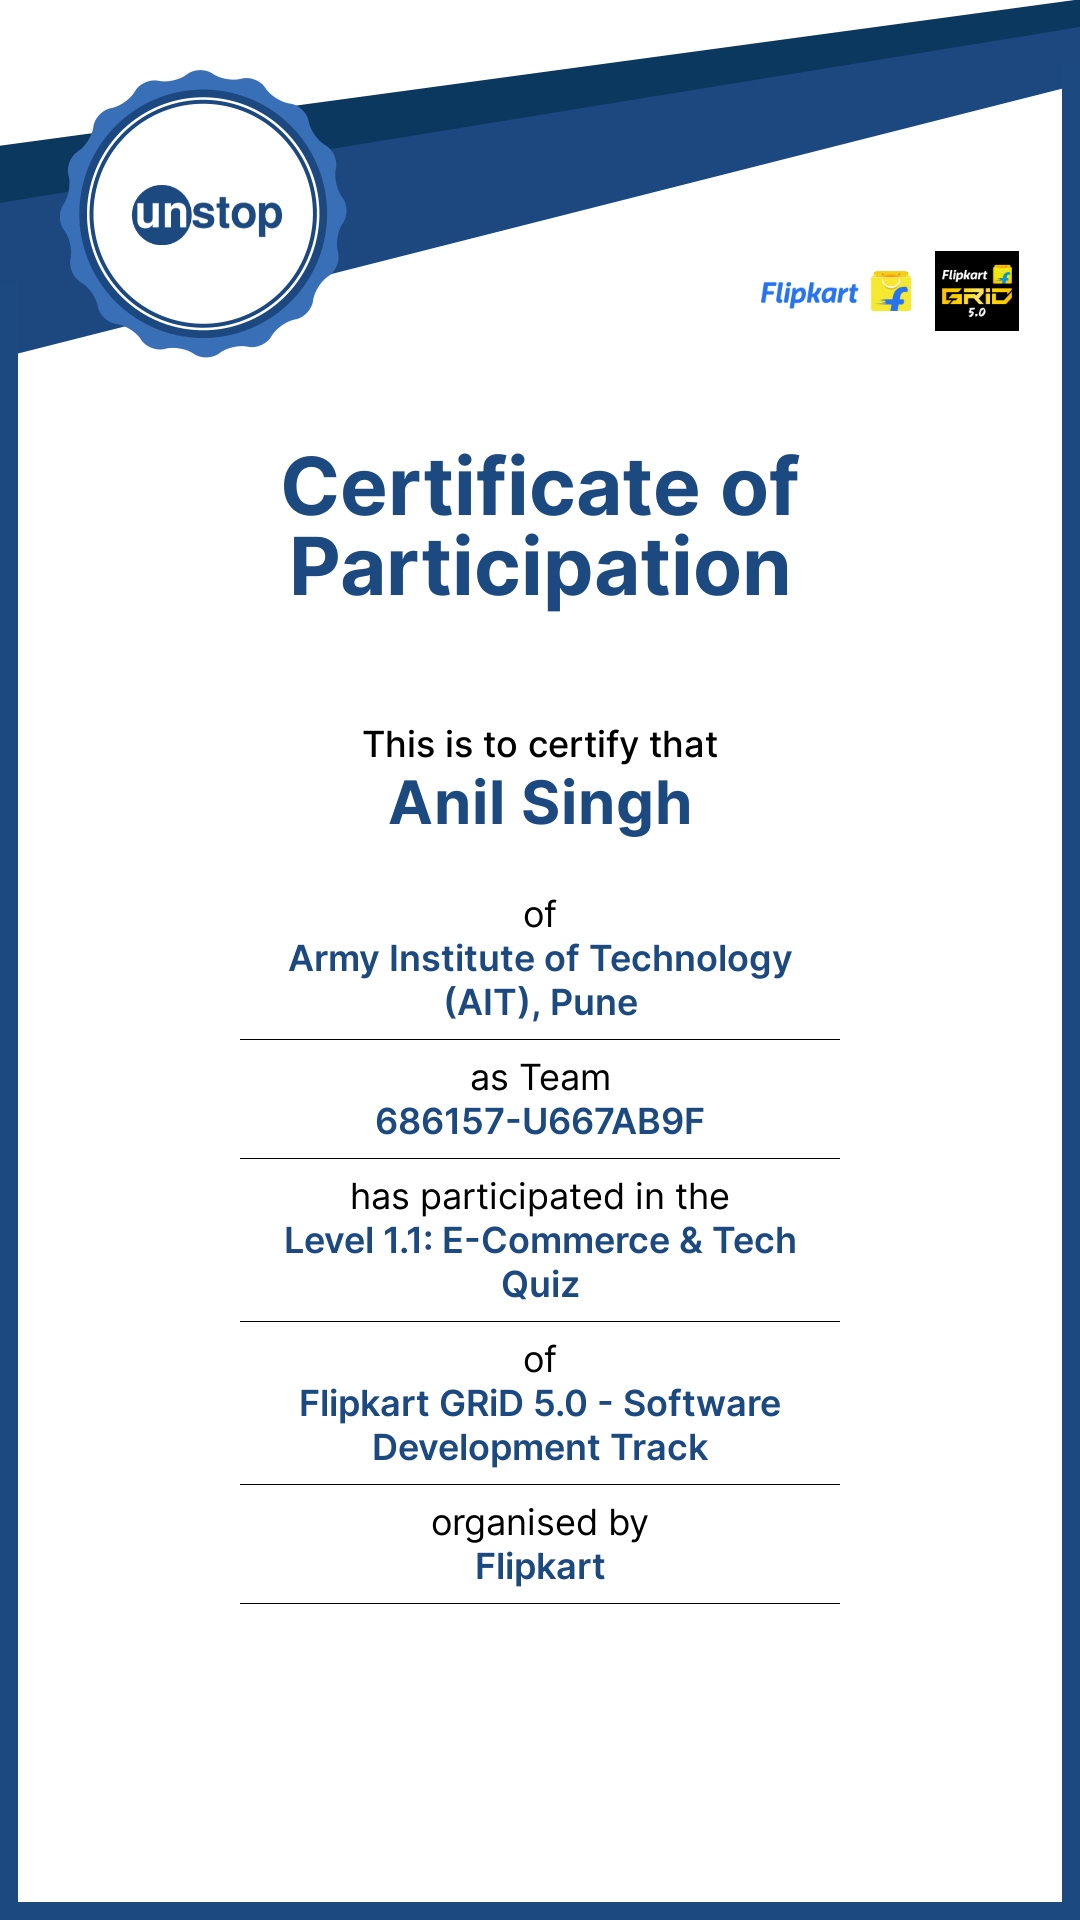 unstop
Flipkart
Flipkart
GRiD
5.0
Certificate of
Participation
This is to certify that
Anil Singh
of
Army Institute of Technology
(AIT), Pune
as Team
686157-U667AB9F
has participated in the
Level 1.1: E-Commerce & Tech
Quiz
of
Flipkart GRiD 5.0 - Software
Development Track
organised by
Flipkart